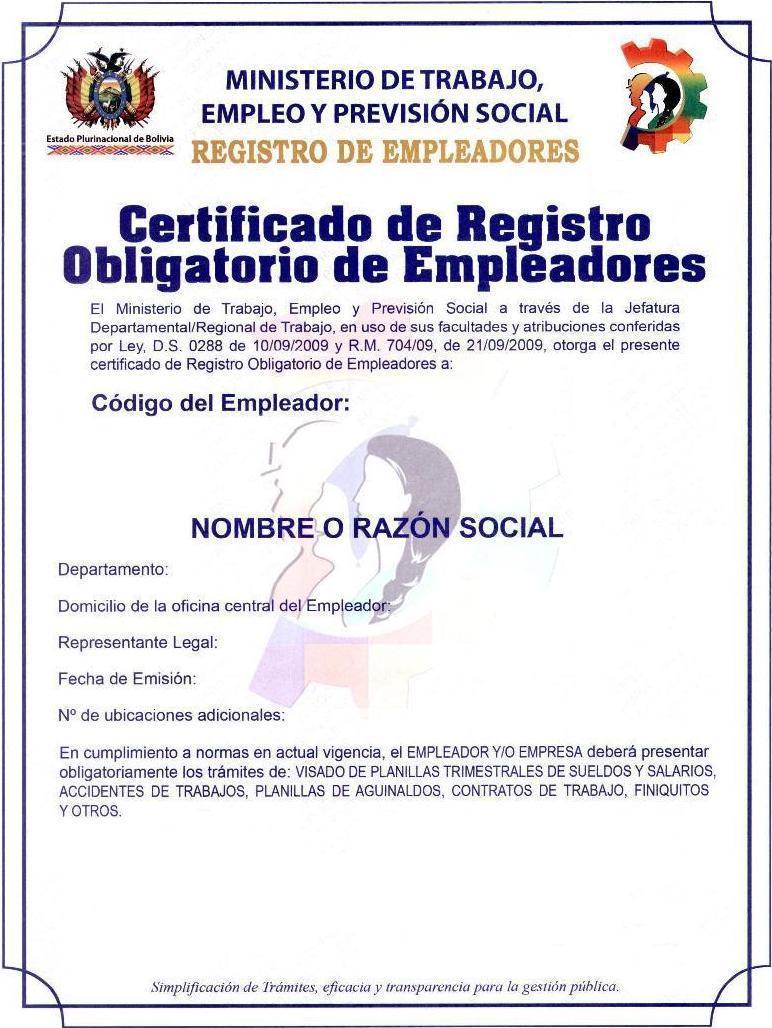 Estado Plurinacional de Bolivia
MINISTERIO DE TRABAJO,
EMPLEO Y PREVISIÓN SOCIAL
REGISTRO DE EMPLEADORES
Certificado de Registro
Obligatorio de Empleadores
El Ministerio de Trabajo, Empleo y Previsión Social a través de la Jefatura
Departamental/Regional de Trabajo, en uso de sus facultades y atribuciones conferidas
por Ley, D.S. 0288 de 10/09/2009 y R.M. 704/09, de 21/09/2009, otorga el presente
certificado de Registro Obligatorio de Empleadores a:
Código del Empleador:
NOMBRE O RAZÓN SOCIAL
Departamento:
Domicilio de la oficina central del Empleador:
Representante Legal:
Fecha de Emisión:
Nº de ubicaciones adicionales:
En cumplimiento a normas en actual vigencia, el EMPLEADOR Y/O EMPRESA deberá presentar
obligatoriamente los trámites de: VISADO DE PLANILLAS TRIMESTRALES DE SUELDOS Y SALARIOS,
ACCIDENTES DE TRABAJOS, PLANILLAS DE AGUINALDOS, CONTRATOS DE TRABAJO, FINIQUITOS
Y OTROS.
Simplificación de Trámites, eficacia y transparencia para la gestión pública.